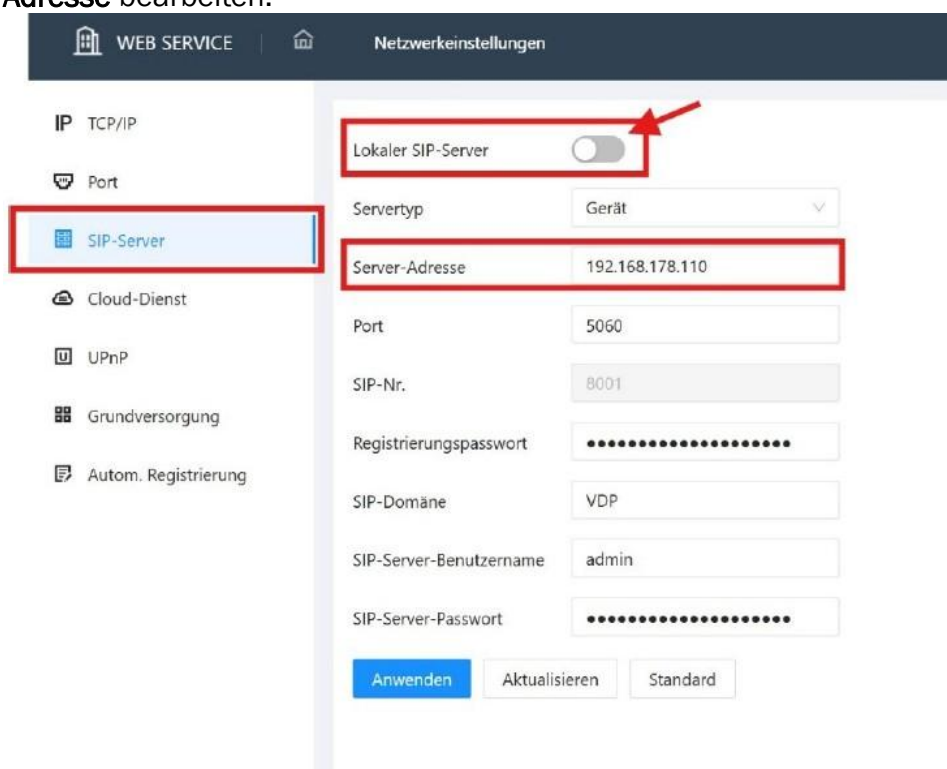 Adresse bearbeiten.
WEB SERVICE Netzwerkeinstellungen
IP TCP/IP
Port
SIP-Server
Cloud-Dienst
U UPnP
Grundversorgung
Autom. Registrierung
Lokaler SIP-Server
Servertyp Gerät
Server-Adresse 192.168.178.110
Port 5060
SIP-Nr. 8001
Registrierungspasswort ••••••••••••••••••••
SIP-Domäne VDP
SIP-Server-Benutzername admin
SIP-Server-Passwort ••••••••••••••••••••
Anwenden Aktualisieren Standard